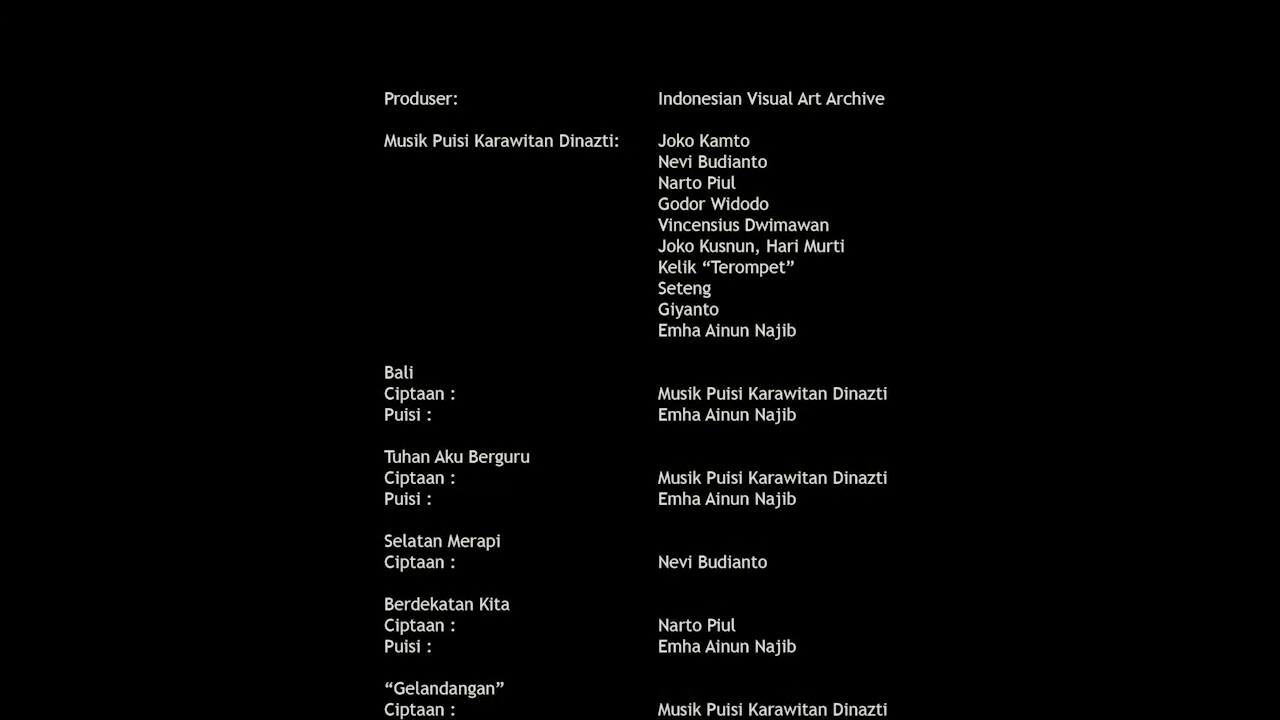 Produser: Indonesian Visual Art Archive
Musik Puisi Karawitan Dinazti: Joko Kamto
Nevi Budianto
Narto Piul
Godor Widodo
Vincensius Dwimawan
Joko Kusnun, Hari Murti
Kelik “Terompet”
Seteng
Giyanto
Emha Ainun Najib
Bali
Ciptaan : Musik Puisi Karawitan Dinazti
Puisi : Emha Ainun Najib
Tuhan Aku Berguru
Ciptaan : Musik Puisi Karawitan Dinazti
Puisi : Emha Ainun Najib
Selatan Merapi
Ciptaan : Nevi Budianto
Berdekatan Kita
Ciptaan : Narto Piul
Puisi : Emha Ainun Najib
“Gelandangan”
Ciptaan : Musik Puisi Karawitan Dinazti